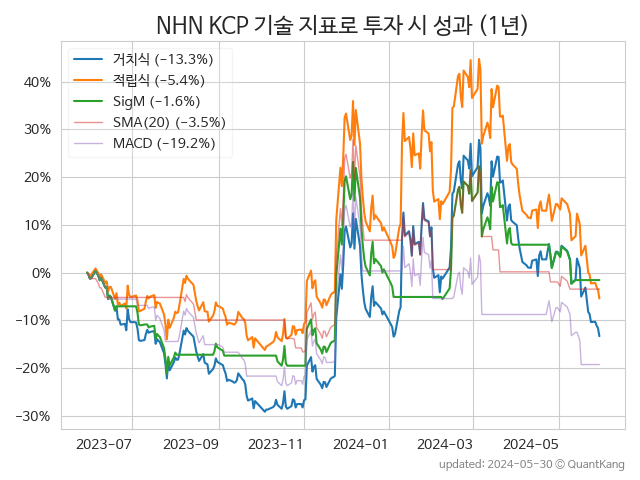 NHN KCP 기술 지표로 투자 시 성과 (1년)
거치식 (−13.3%)
적립식 (−5.4%)
SigM (−1.6%)
SMA(20) (−3.5%)
MACD (−19.2%)
40%
30%
20%
10%
0%
−10%
−20%
−30%
2023-07 2023-09 2023-11 2024-01 2024-03 2024-05
updated: 2024-05-30 © QuantKang